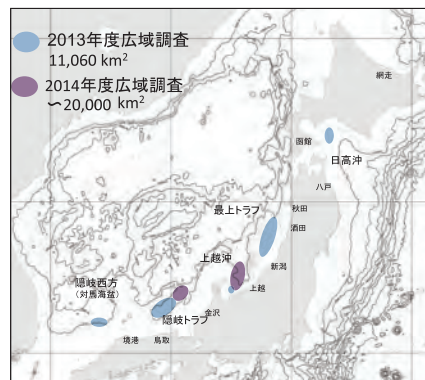 2013年度広域調査
11,060 km²
2014年度広域調査
～20,000 km²
網走
函館
日高沖
八戸
最上トラフ
秋田
酒田
上越沖
新潟
隠岐西方
(対馬海盆)
上越
隠岐トラフ
金沢
境港
鳥取